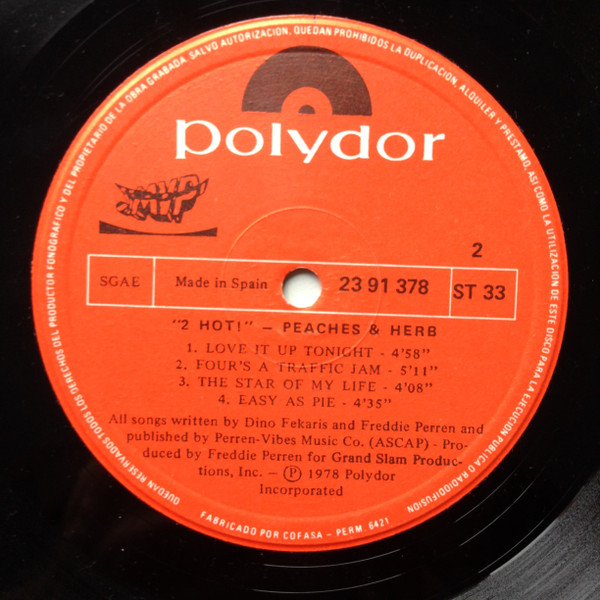 QUEDAN RESERVADOS TODOS LOS DERECHOS DEL PRODUCTOR FONOGRAFICO Y DEL PROPIETARIO DE LA OBRA GRABADA. SALVO AUTORIZACION, QUEDAN PROHIBIDOS LA DUPLICACION, ALQUILER Y PRESTAMO, ASI COMO LA UTILIZACION DE ESTE DISCO PARA LA EJECUCION PUBLICA O RADIODIFUSION
polydor
MVP
2
SGAE Made in Spain 23 91 378 ST 33
"2 HOT!" – PEACHES & HERB
1. LOVE IT UP TONIGHT - 4'58"
2. FOUR'S A TRAFFIC JAM - 5'11"
3. THE STAR OF MY LIFE - 4'08"
4. EASY AS PIE - 4'35"
All songs written by Dino Fekaris and Freddie Perren and
published by Perren-Vibes Music Co. (ASCAP) - Pro-
duced by Freddie Perren for Grand Slam Produc-
tions, Inc. – Ⓟ 1978 Polydor
Incorporated
FABRICADO POR COFASA - PERM. 6421